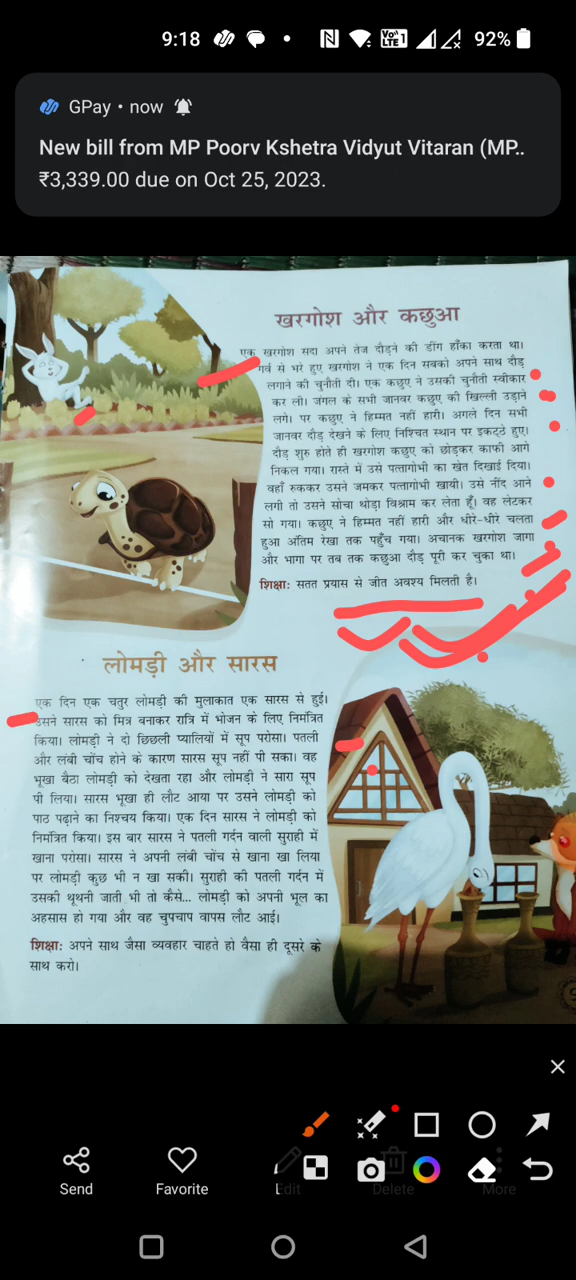 9:18
Vo)) LTE1
92%
GPay • now
New bill from MP Poorv Kshetra Vidyut Vitaran (MP..
₹3,339.00 due on Oct 25, 2023.
खरगोश और कछुआ
एक खरगोश सदा अपने तेज दौड़ने की डींग हाँका करता था।
गर्व से भरे हुए खरगोश ने एक दिन सबको अपने साथ दौड़
लगाने की चुनौती दी। एक कछुए ने उसकी चुनौती स्वीकार
कर ली। जंगल के सभी जानवर कछुए की खिल्ली उड़ाने
लगे। पर कछुए ने हिम्मत नहीं हारी। अगले दिन सभी
जानवर दौड़ देखने के लिए निश्चित स्थान पर इकट्ठे हुए।
दौड़ शुरु होते ही खरगोश कछुए को छोड़कर काफी आगे
निकल गया। रास्ते में उसे पत्तागोभी का खेत दिखाई दिया।
वहाँ रुककर उसने जमकर पत्तागोभी खायी। उसे नींद आने
लगी तो उसने सोचा थोड़ा विश्राम कर लेता हूँ। वह लेटकर
सो गया। कछुए ने हिम्मत नहीं हारी और धीरे-धीरे चलता
हुआ अंतिम रेखा तक पहुँच गया। अचानक खरगोश जागा
और भागा पर तब तक कछुआ दौड़ पूरी कर चुका था।
शिक्षाः सतत प्रयास से जीत अवश्य मिलती है।
लोमड़ी और सारस
एक दिन एक चतुर लोमड़ी की मुलाकात एक सारस से हुई।
उसने सारस को मित्र बनाकर रात्रि में भोजन के लिए निमंत्रित
किया। लोमड़ी ने दो छिछली प्यालियों में सूप परोसा। पतली
और लंबी चोंच होने के कारण सारस सूप नहीं पी सका। वह
भूखा बैठा लोमड़ी को देखता रहा और लोमड़ी ने सारा सूप
पी लिया। सारस भूखा ही लौट आया पर उसने लोमड़ी को
पाठ पढ़ाने का निश्चय किया। एक दिन सारस ने लोमड़ी को
निमंत्रित किया। इस बार सारस ने पतली गर्दन वाली सुराही में
खाना परोसा। सारस ने अपनी लंबी चोंच से खाना खा लिया
पर लोमड़ी कुछ भी न खा सकी। सुराही की पतली गर्दन में
उसकी थूथनी जाती भी तो कैसे... लोमड़ी को अपनी भूल का
अहसास हो गया और वह चुपचाप वापस लौट आई।
शिक्षाः अपने साथ जैसा व्यवहार चाहते हो वैसा ही दूसरे के
साथ करो।
Send
Favorite
Edit
Delete
More